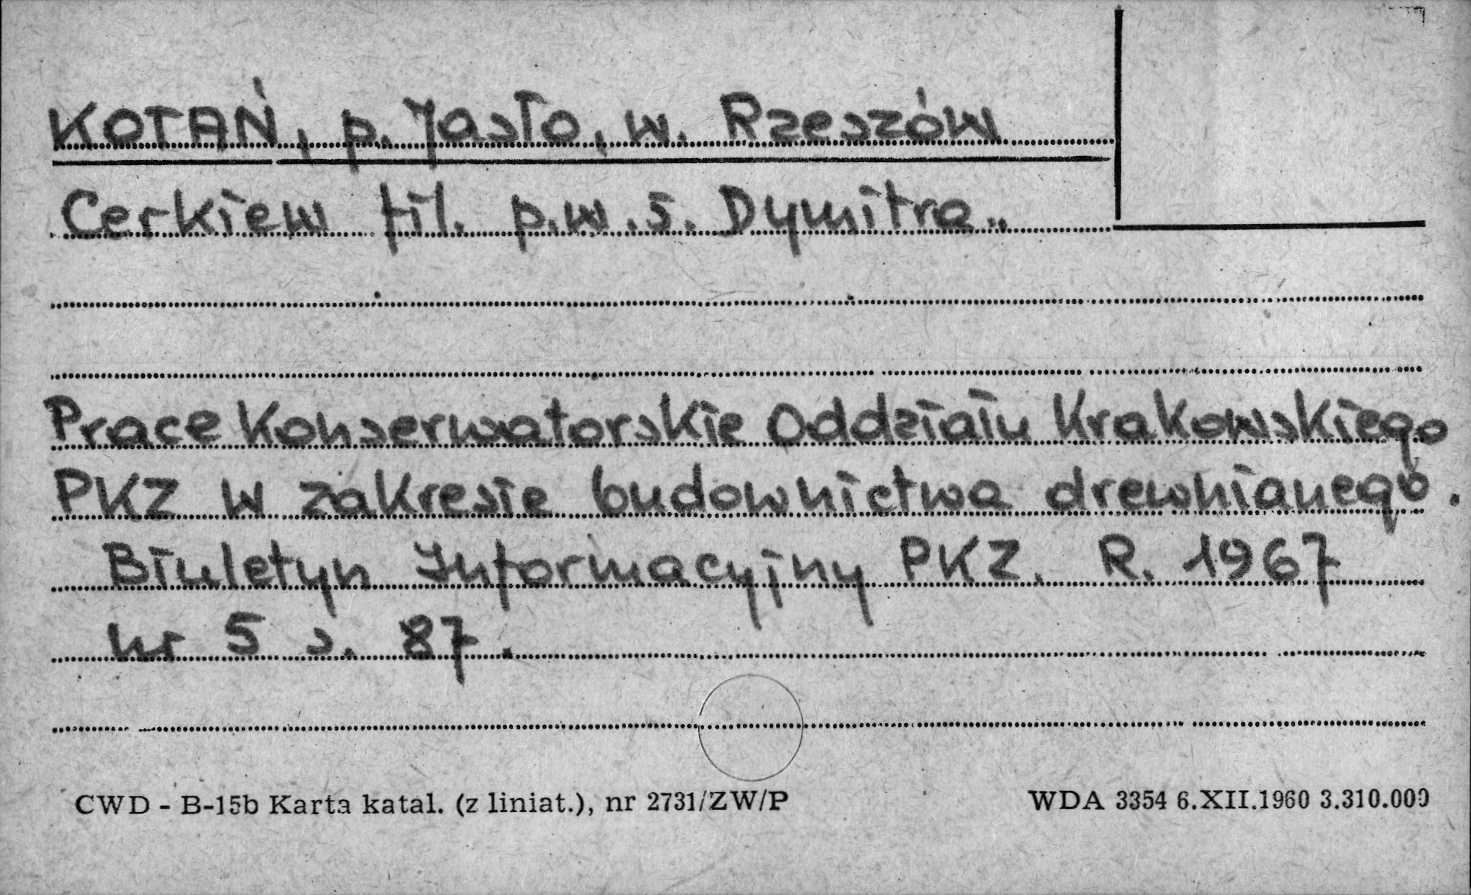 KOTAŃ, p. Jasło, w. Rzeszów
Cerkiew fil. p.w. ś. Dymitra.
Prace Konserwatorskie Oddziału Krakowskiego
PKZ w zakresie budownictwa drewnianego.
Biuletyn Informacyjny PKZ. R. 1967
nr 5 s. 87.
CWD - B-15b Karta katal. (z liniat.), nr 2731/ZW/P
WDA 3354 6.XII.1960 3.310.000